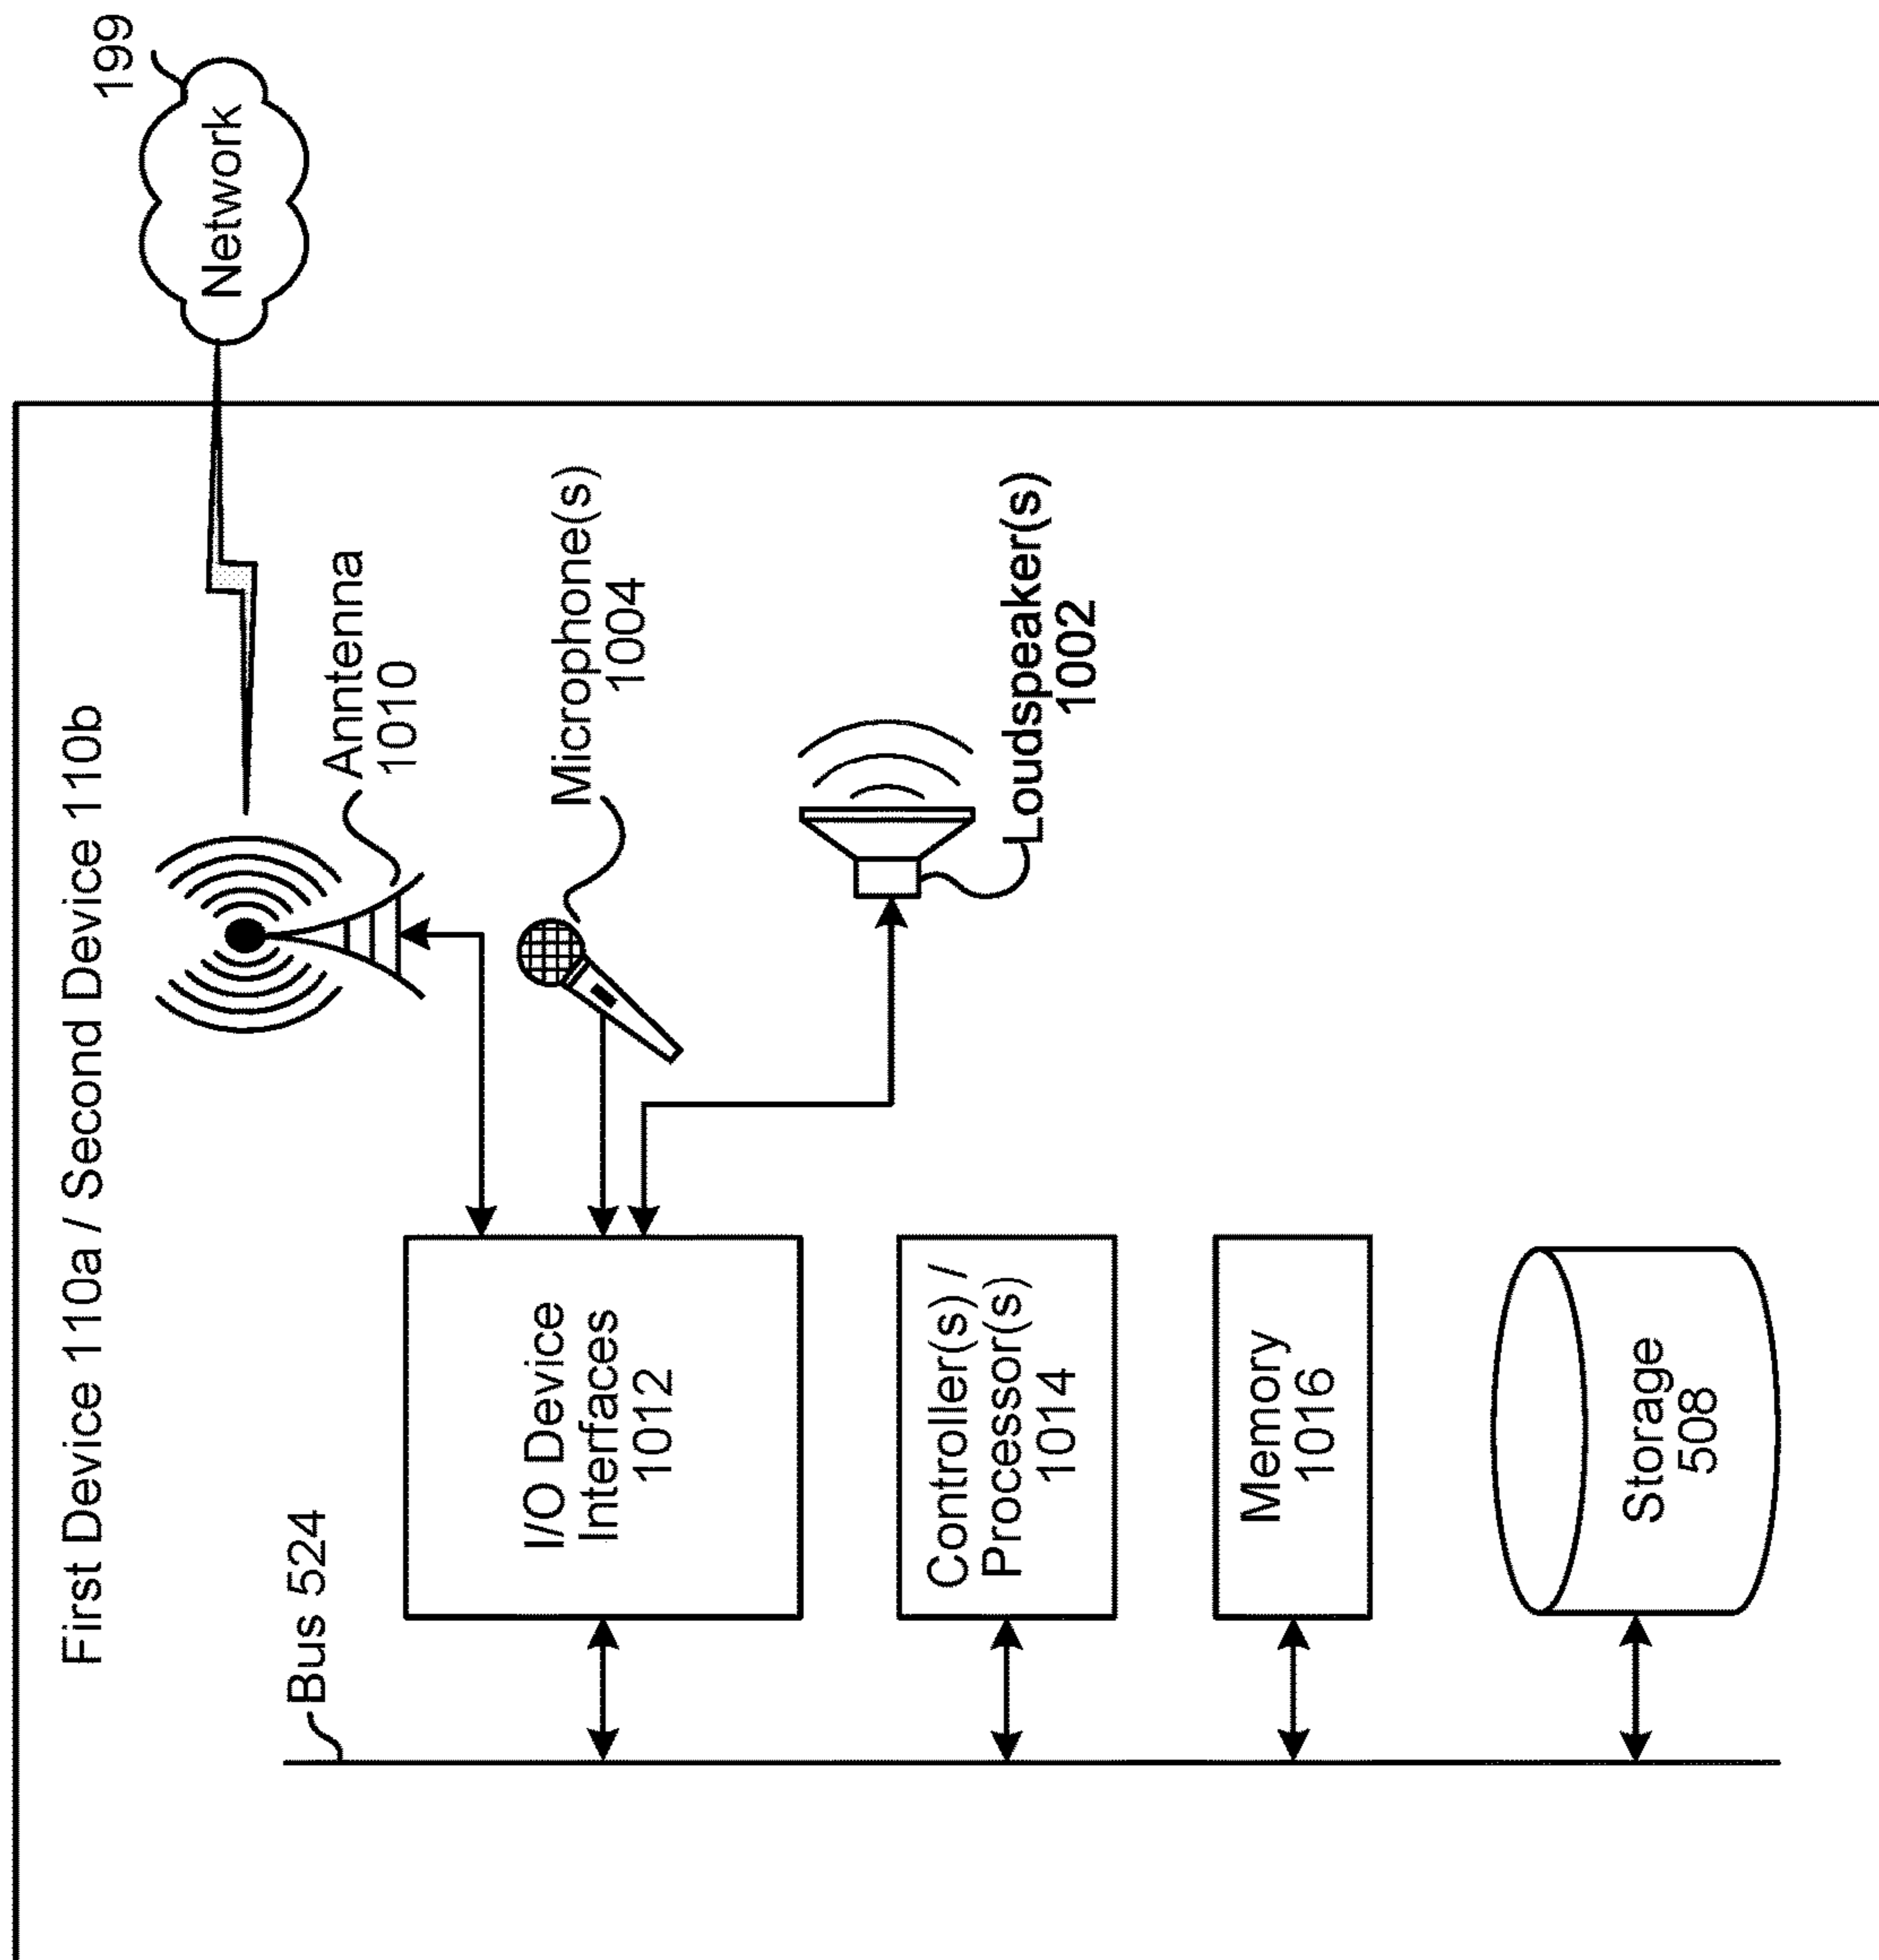 First Device 110a / Second Device 110b
199
Network
Bus 524
Antenna
1010
I/O Device
Interfaces
1012
Microphone(s)
1004
Loudspeaker(s)
1002
Controller(s) /
Processor(s)
1014
Memory
1016
Storage
508